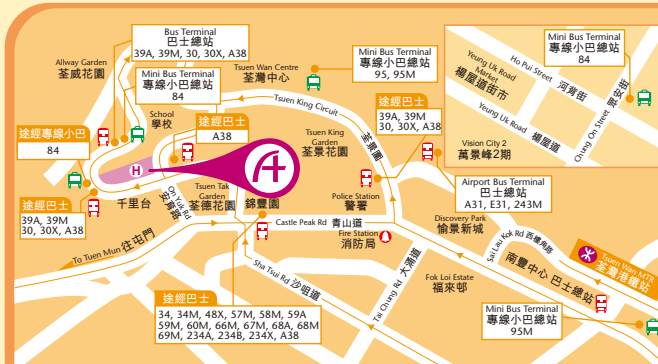 Bus Terminal
巴士總站
39A, 39M, 30, 30X, A38
Allway Garden
荃威花園
Mini Bus Terminal
專線小巴總站
84
School
學校
途經專小巴
84
途經巴士
A38
Tsuen Wan Centre
荃灣中心
Mini Bus Terminal
專線小巴總站
95, 95M
Tsuen King Circuit
荃景圍
Tsuen King
Garden
荃景花園
途經巴士
39A, 39M
30, 30X, A38
Mini Bus Terminal
專線小巴總站
84
Yeung Uk Road
Market
楊屋道街市
Ho Pui Street 河背街
Yeung Uk Road 楊屋道
Chung On Street 眾安街
Vision City 2
萬景峰2期
Airport Bus Terminal
巴士總站
A31, E31, 243M
H
途經巴士
39A, 39M
30, 30X, A38
千里台
On Yuk Rd
安育路
Tsuen Tak
Garden
荃德花園
錦豐園
Police Station
警署
Castle Peak Rd 青山道
Fire Station
消防局
Discovery Park
愉景新城
Sai Lau Kok Rd 西樓角路
Tsuen Wan MTR
荃灣港鐵站
南豐中心 巴士總站
To Tuen Mun 往屯門
Sha Tsui Rd 沙咀道
Tai Chung Rd 大涌道
Fok Loi Estate
福來邨
途經巴士
34, 34M, 48X, 57M, 58M, 59A
59M, 60M, 66M, 67M, 68A, 68M
69M, 234A, 234B, 234X, A38
Mini Bus Terminal
專線小巴總站
95M